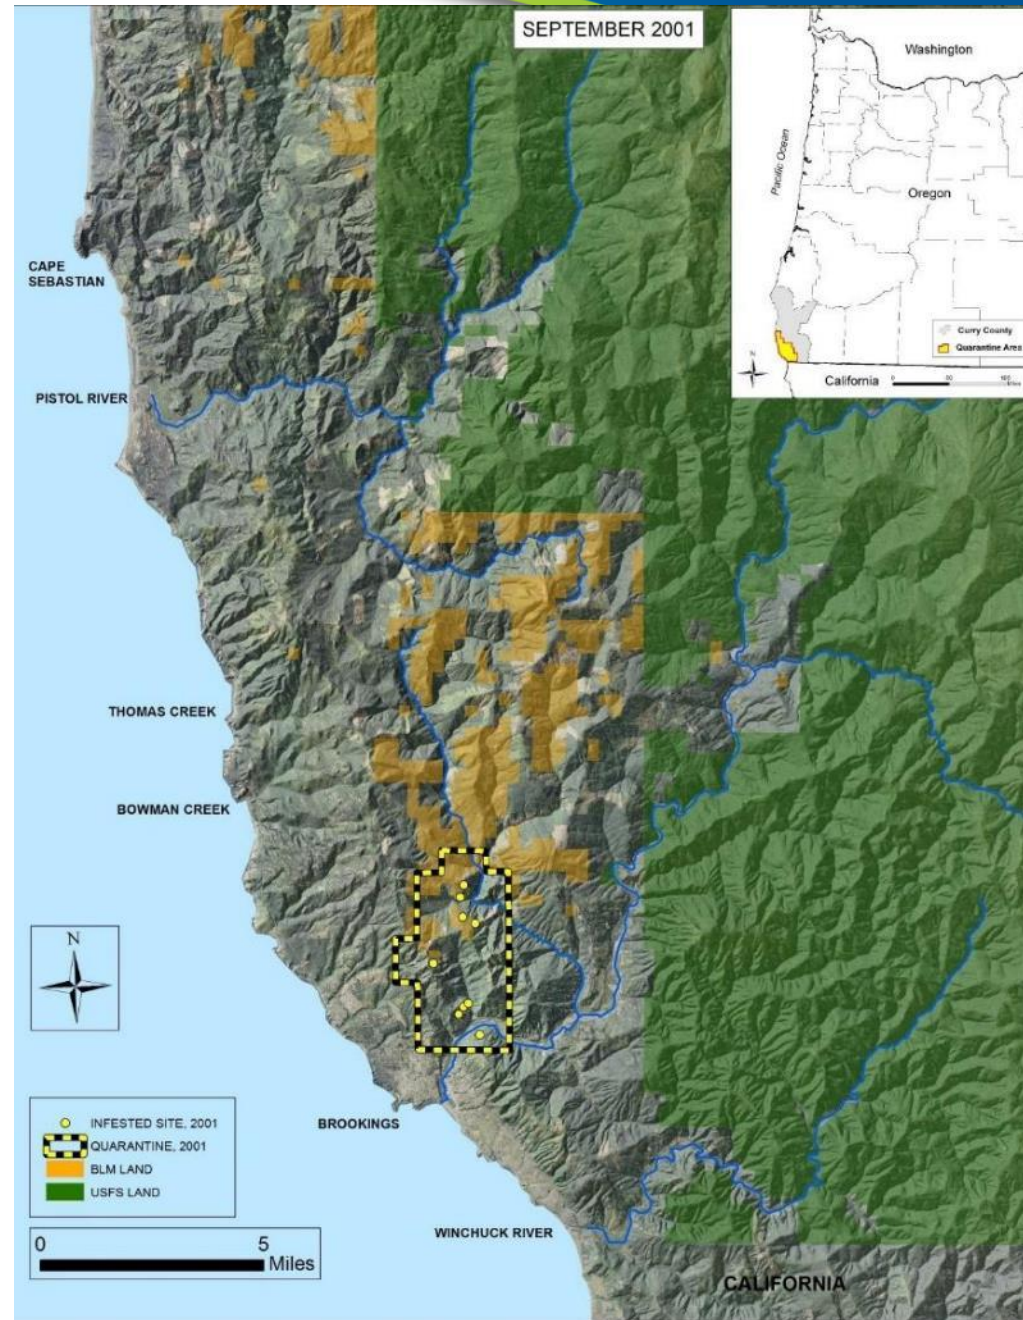 SEPTEMBER 2001
Washington
Pacific Ocean
Oregon
Curry County
Quarantine Area
N
California
0
CAPE
SEBASTIAN
PISTOL RIVER
THOMAS CREEK
BOWMAN CREEK
N
BROOKINGS
INFESTED SITE, 2001
QUARANTINE, 2001
BLM LAND
USFS LAND
WINCHUCK RIVER
0 5
Miles
CALIFORNIA